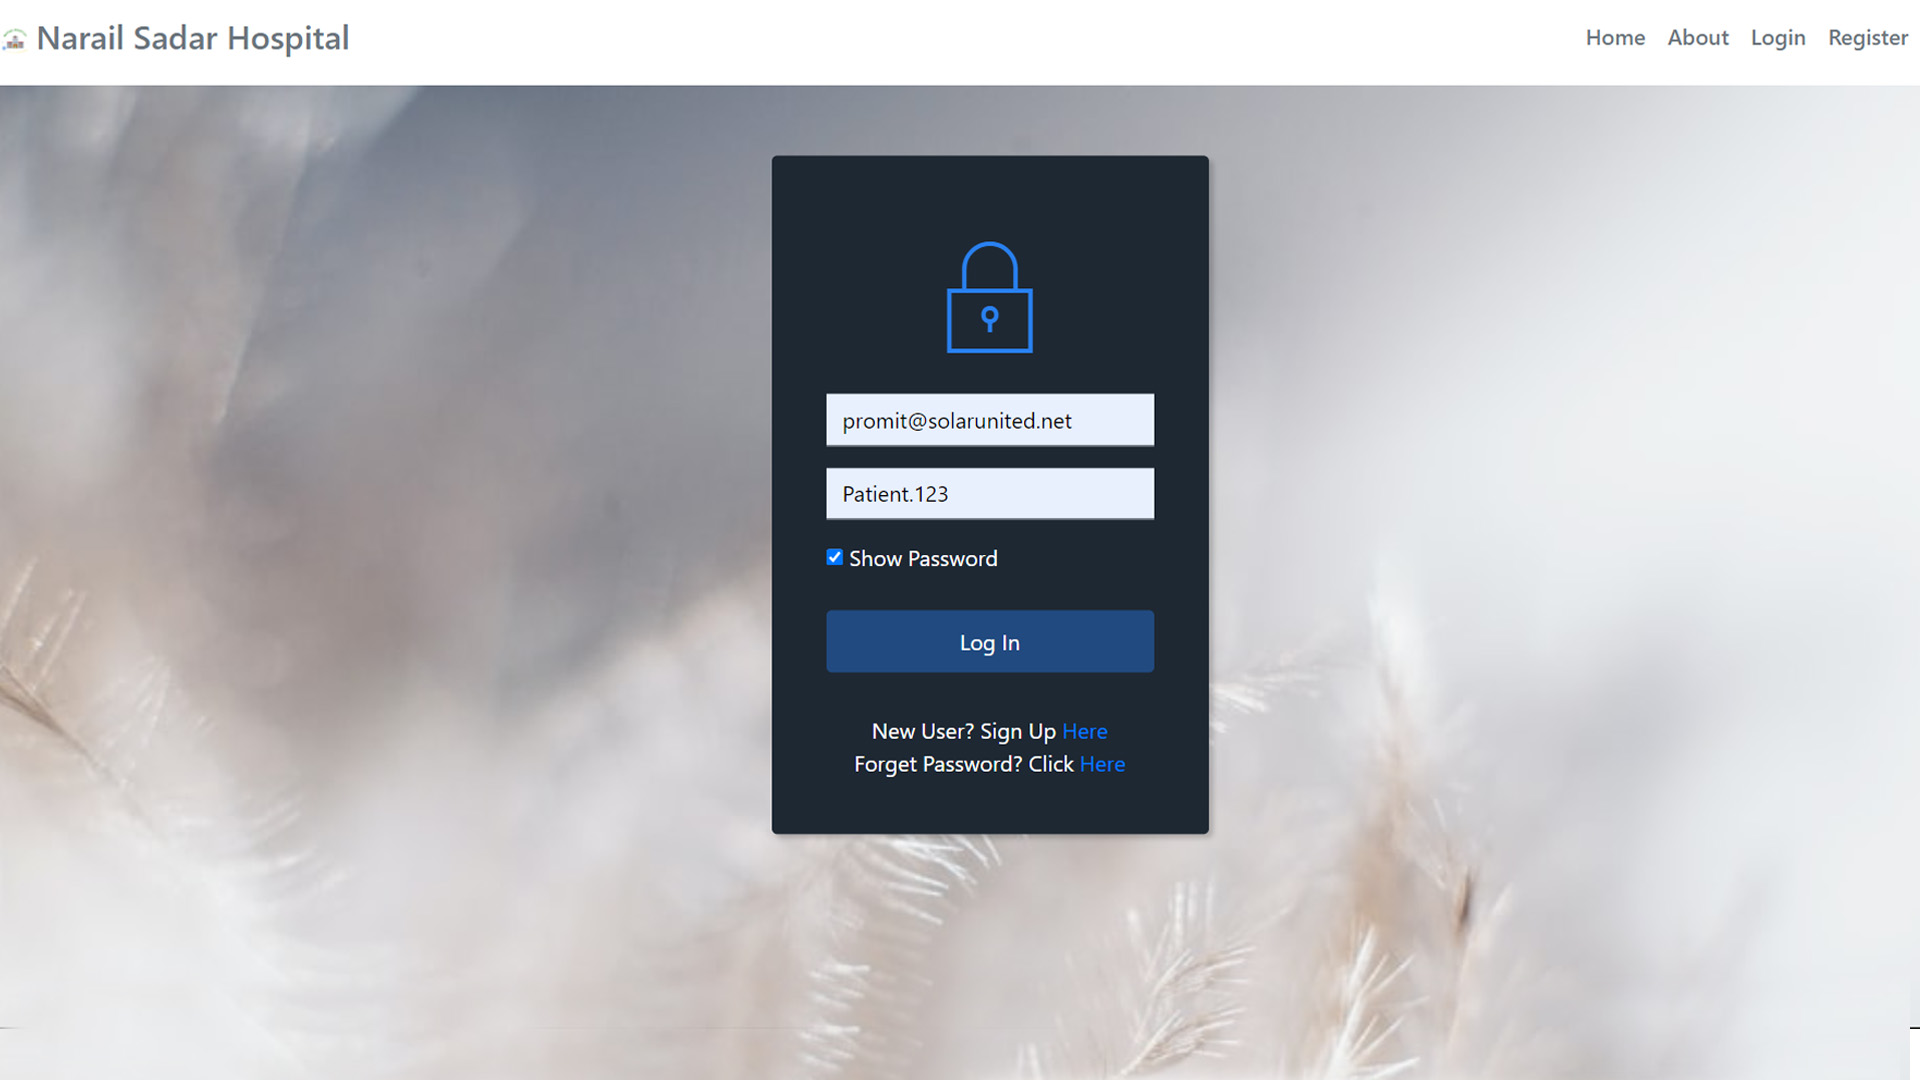 Narail Sadar Hospital
Home About Login Register
promit@solarunited.net
Patient.123
Show Password
Log In
New User? Sign Up Here
Forget Password? Click Here